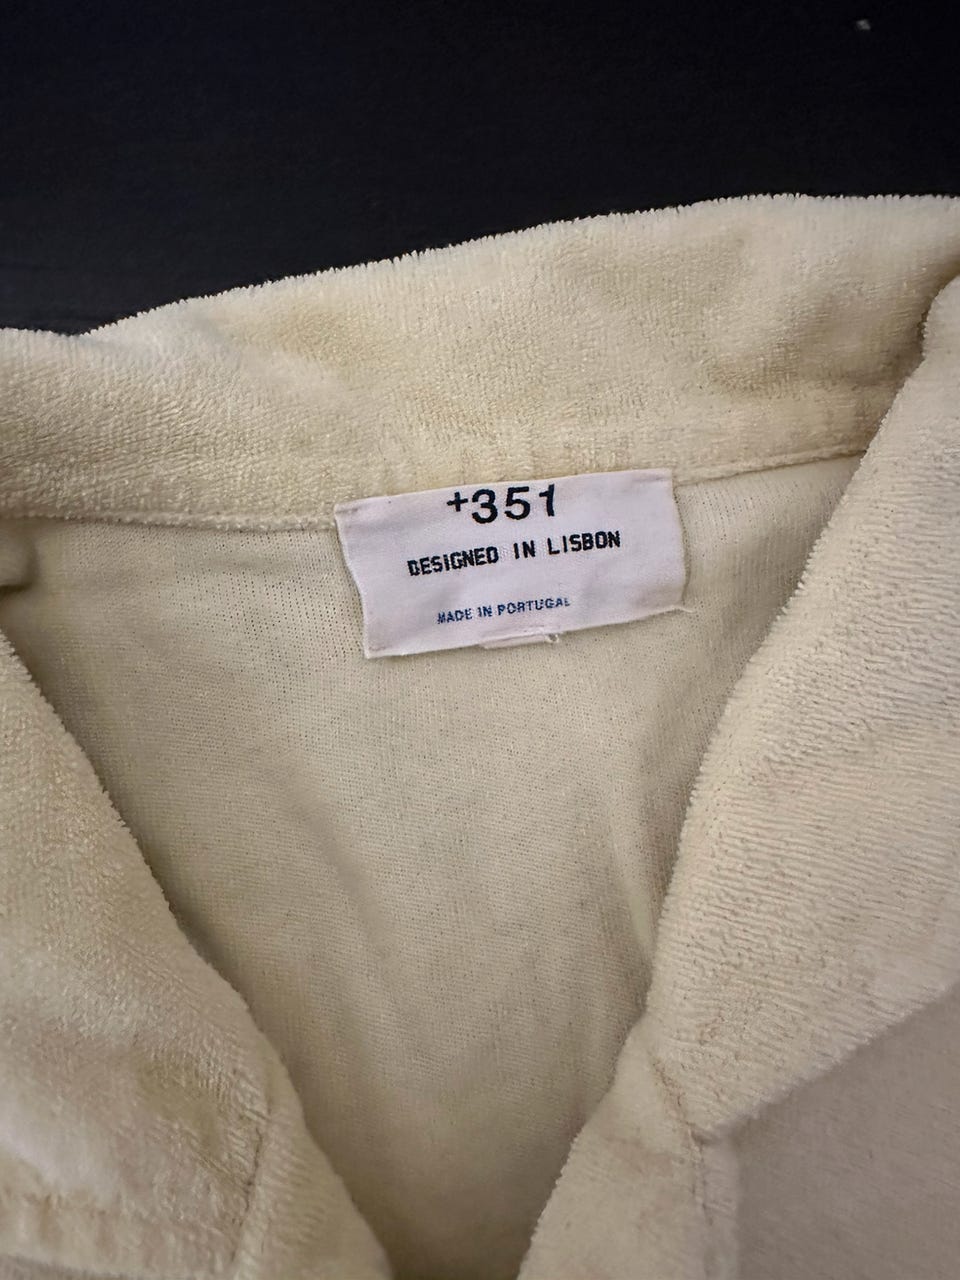 +351
DESIGNED IN LISBON
MADE IN PORTUGAL